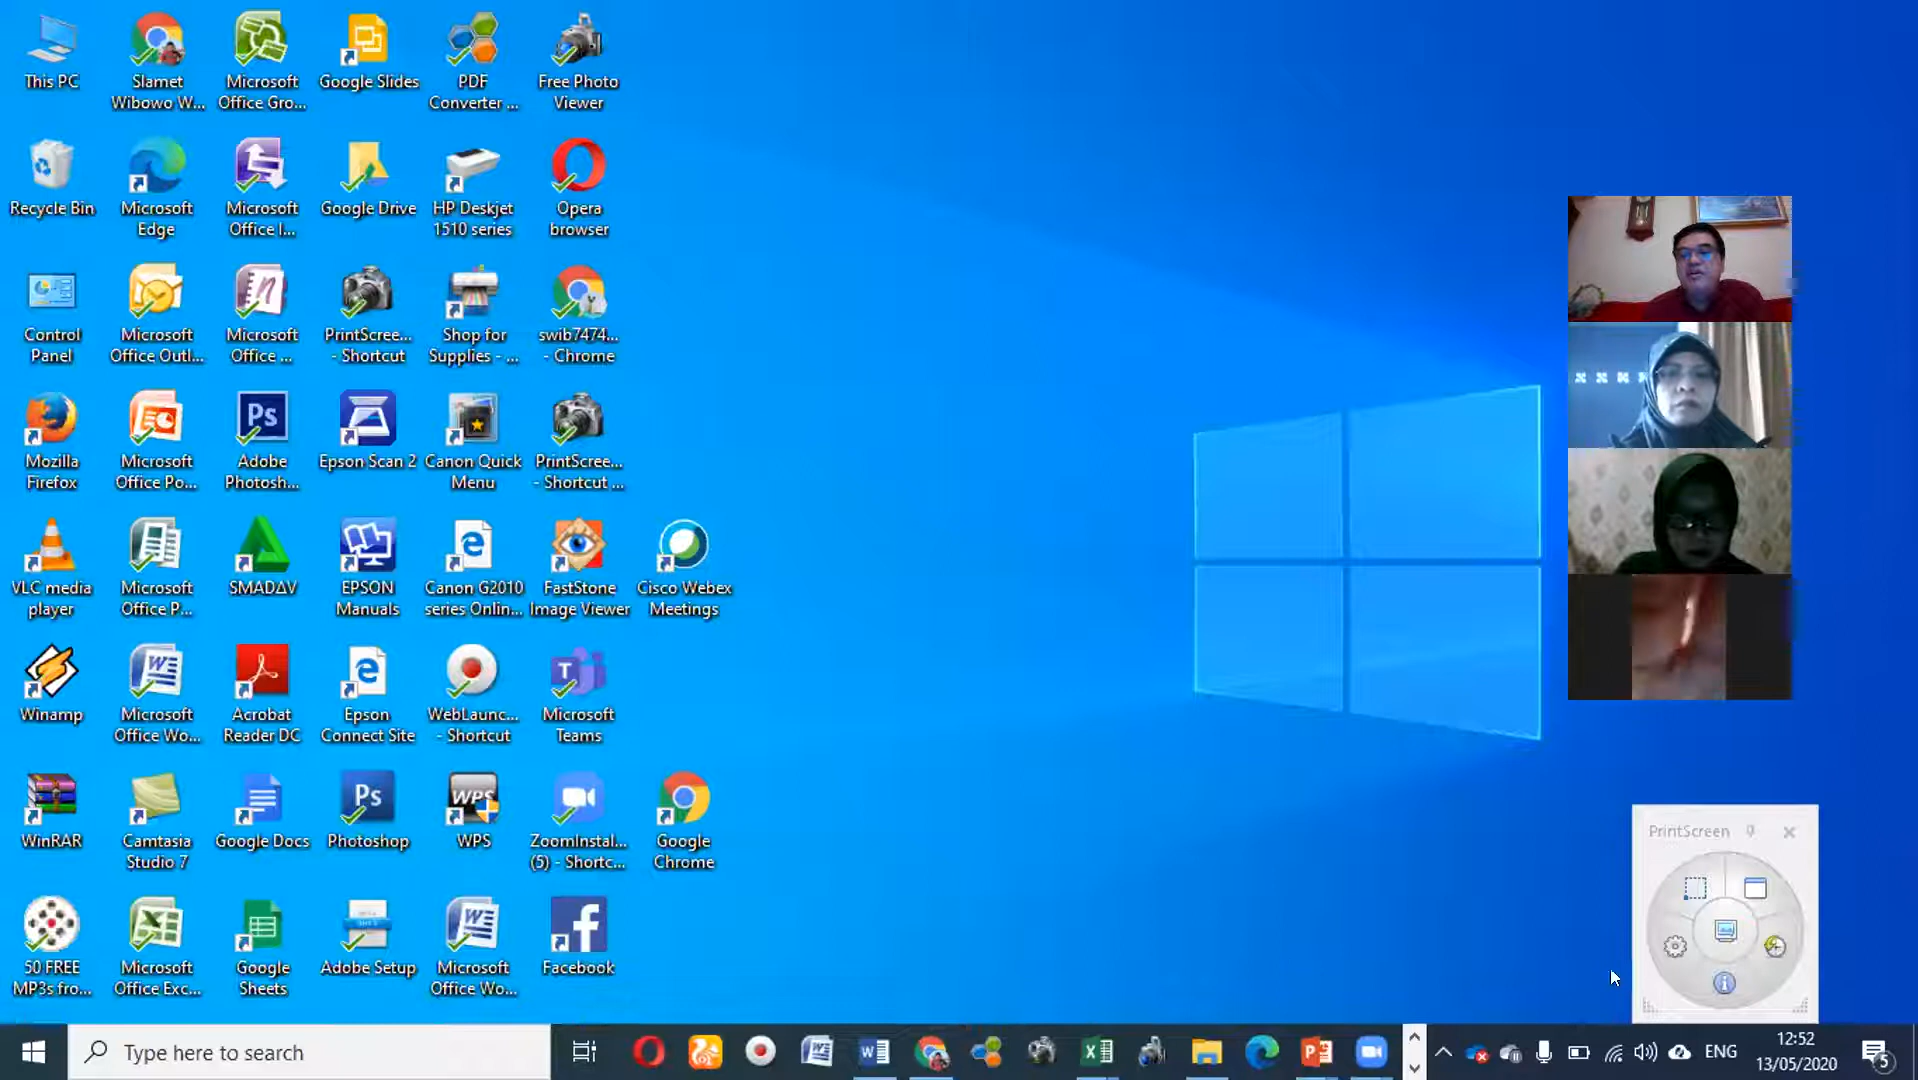 This PC
Slamet
Wibowo W...
Microsoft
Office Gro...
Google Slides
PDF
Converter ...
Free Photo
Viewer
Recycle Bin
Microsoft
Edge
Microsoft
Office I...
Google Drive
HP Deskjet
1510 series
Opera
browser
Control
Panel
Microsoft
Office Outl...
Microsoft
Office ...
PrintScree...
- Shortcut
Shop for
Supplies - ...
swib7474...
- Chrome
Mozilla
Firefox
Microsoft
Office Po...
Ps
Adobe
Photosh...
Epson Scan 2
Canon Quick
Menu
PrintScree...
- Shortcut ...
VLC media
player
Microsoft
Office P...
SMADΔV
EPSON
Manuals
Canon G2010
series Onlin...
FastStone
Image Viewer
Cisco Webex
Meetings
Winamp
Microsoft
Office Wo...
Acrobat
Reader DC
Epson
Connect Site
WebLaunc...
- Shortcut
Microsoft
Teams
WinRAR
Camtasia
Studio 7
Google Docs
Ps
Photoshop
WPS
WPS
ZoomInstal...
(5) - Shortc...
Google
Chrome
50 FREE
MP3s fro...
Microsoft
Office Exc...
Google
Sheets
Adobe Setup
Microsoft
Office Wo...
Facebook
PrintScreen
Type here to search
ENG
12:52
13/05/2020
5